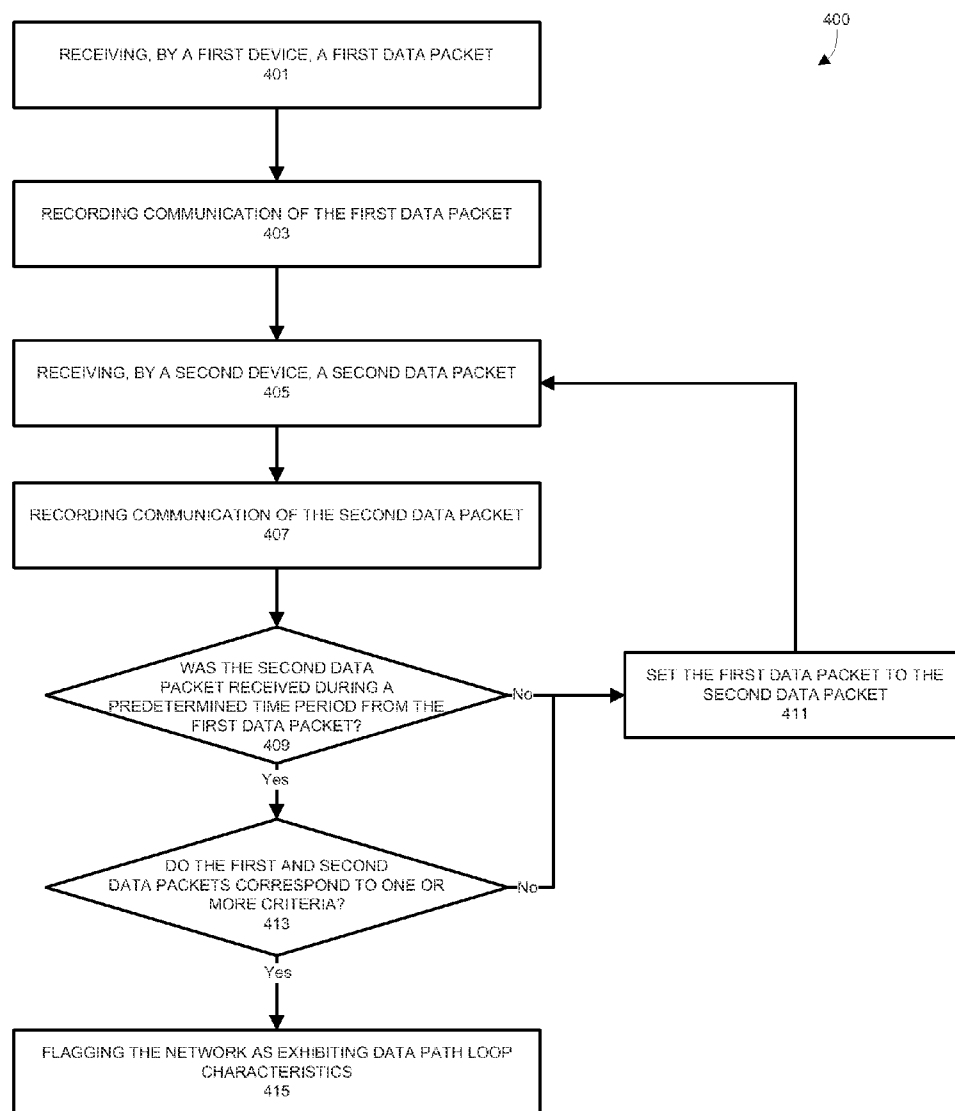 400
RECEIVING, BY A FIRST DEVICE, A FIRST DATA PACKET
401
RECORDING COMMUNICATION OF THE FIRST DATA PACKET
403
RECEIVING, BY A SECOND DEVICE, A SECOND DATA PACKET
405
RECORDING COMMUNICATION OF THE SECOND DATA PACKET
407
WAS THE SECOND DATA
PACKET RECEIVED DURING A
PREDETERMINED TIME PERIOD FROM THE
FIRST DATA PACKET?
409
No
SET THE FIRST DATA PACKET TO THE
SECOND DATA PACKET
411
Yes
DO THE FIRST AND SECOND
DATA PACKETS CORRESPOND TO ONE OR
MORE CRITERIA?
413
No
Yes
FLAGGING THE NETWORK AS EXHIBITING DATA PATH LOOP
CHARACTERISTICS
415